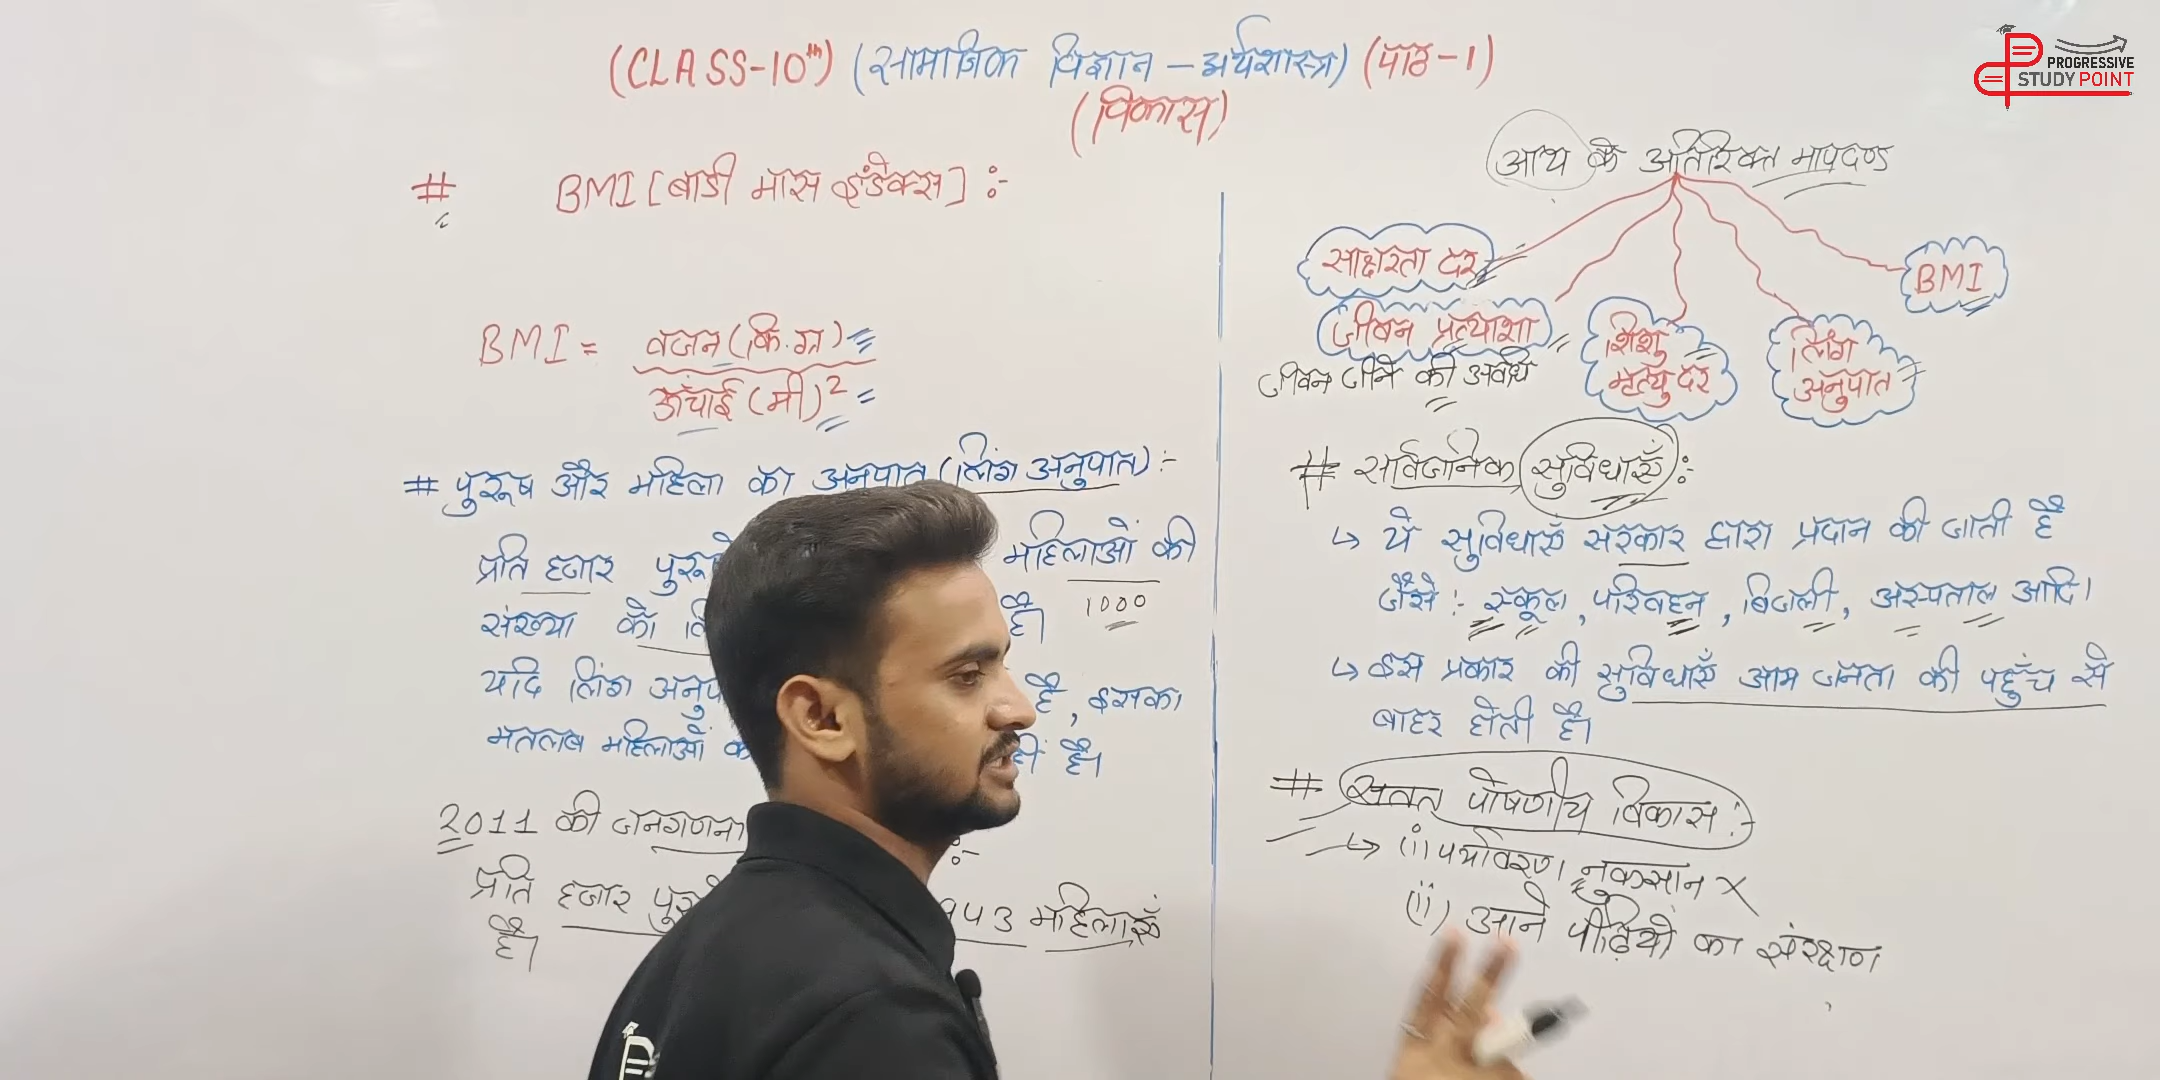 (CLASS-10th) (सामाजिक विज्ञान - अर्थशास्त्र) (पाठ-1)
(विकास)
PROGRESSIVE
STUDY POINT
# BMI [बाडी मास इंडेक्स] :-
BMI = वजन (कि.ग्रा)
ऊँचाई (मी)²
# पुरूष और महिला का अनुपात (लिंग अनुपात) :-
प्रति हजार महिलाओं की
1000
संख्या को है।
यदि लिंग है, इसका
मतलब महिलाओं है।
2011 की जनगणना :-
प्रति हजार 943 महिलाएँ
है।
आय के अतिरिक्त मापदण्ड
साक्षरता दर
जीवन प्रत्याशा
जीवन जीने की अवधि
शिशु
मृत्यु दर
लिंग
अनुपात
BMI
# सार्वजनिक सुविधाएँ :-
↳ ये सुविधाएँ सरकार द्वारा प्रदान की जाती है
जैसे :- स्कूल, परिवहन, बिजली, अस्पताल आदि।
↳ इस प्रकार की सुविधाएँ आम जनता की पहुँच से
बाहर होती है।
# सतत पोषणीय विकास :-
↳ (i) पर्यावरण नुकसान X
(ii) आने पीढ़ियों का संरक्षण